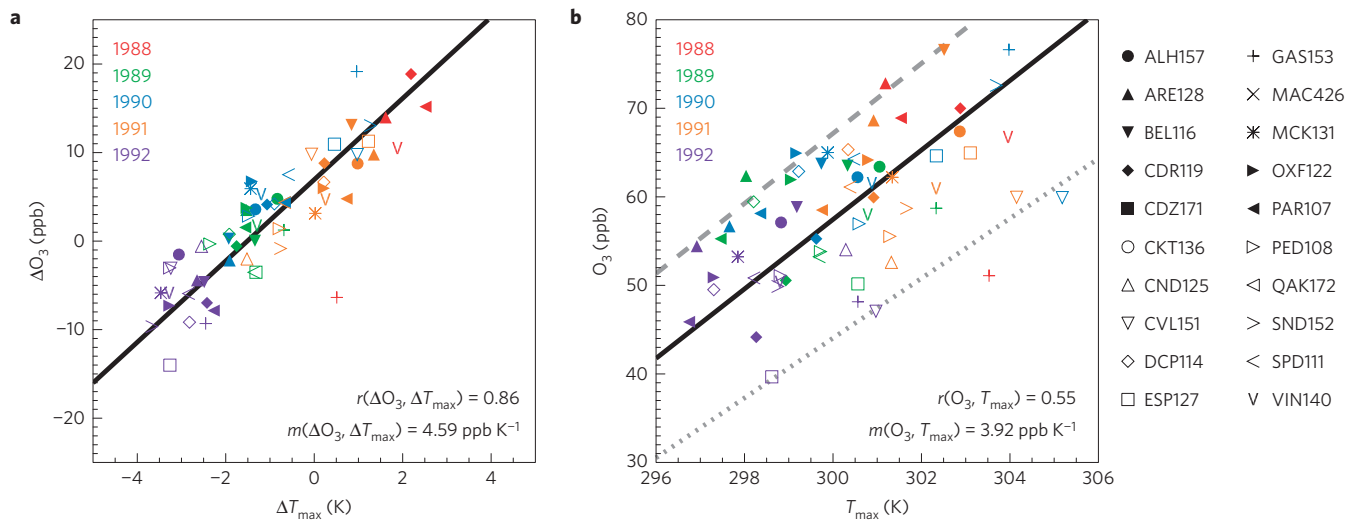 a
ΔO₃ (ppb)
20
10
0
−10
−20
−4
−2
0
2
4
ΔTmax (K)
1988
1989
1990
1991
1992
r(ΔO₃, ΔTmax) = 0.86
m(ΔO₃, ΔTmax) = 4.59 ppb K⁻¹
b
O₃ (ppb)
80
70
60
50
40
30
296
298
300
302
304
306
Tmax (K)
1988
1989
1990
1991
1992
r(O₃, Tmax) = 0.55
m(O₃, Tmax) = 3.92 ppb K⁻¹
ALH157
ARE128
BEL116
CDR119
CDZ171
CKT136
CND125
CVL151
DCP114
ESP127
GAS153
MAC426
MCK131
OXF122
PAR107
PED108
QAK172
SND152
SPD111
VIN140